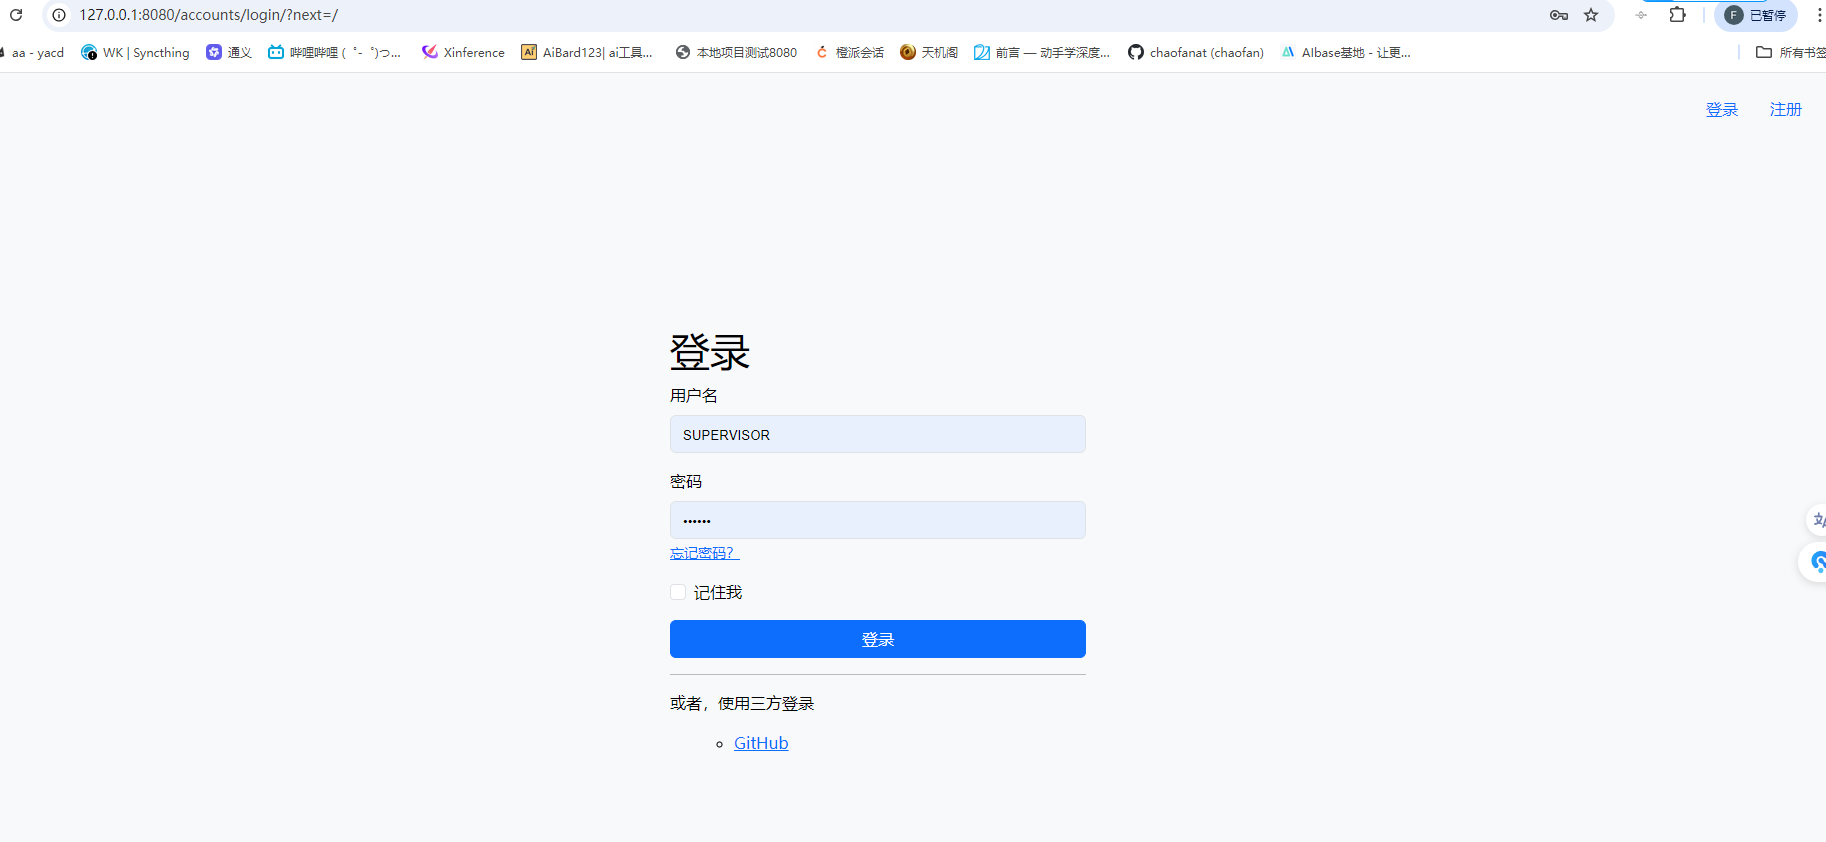 127.0.0.1:8080/accounts/login/?next=/
F 已暂停
aa - yacd
WK | Syncthing
通义
哔哩哔哩 ( ゜- ゜)つ...
Xinference
AiBard123| ai工具...
本地项目测试8080
橙派会话
天机阁
前言 — 动手学深度...
chaofanat (chaofan)
AIbase基地 - 让更...
所有书签
登录 注册
登录
用户名
SUPERVISOR
密码
••••••
忘记密码？
记住我
登录
或者，使用三方登录
GitHub